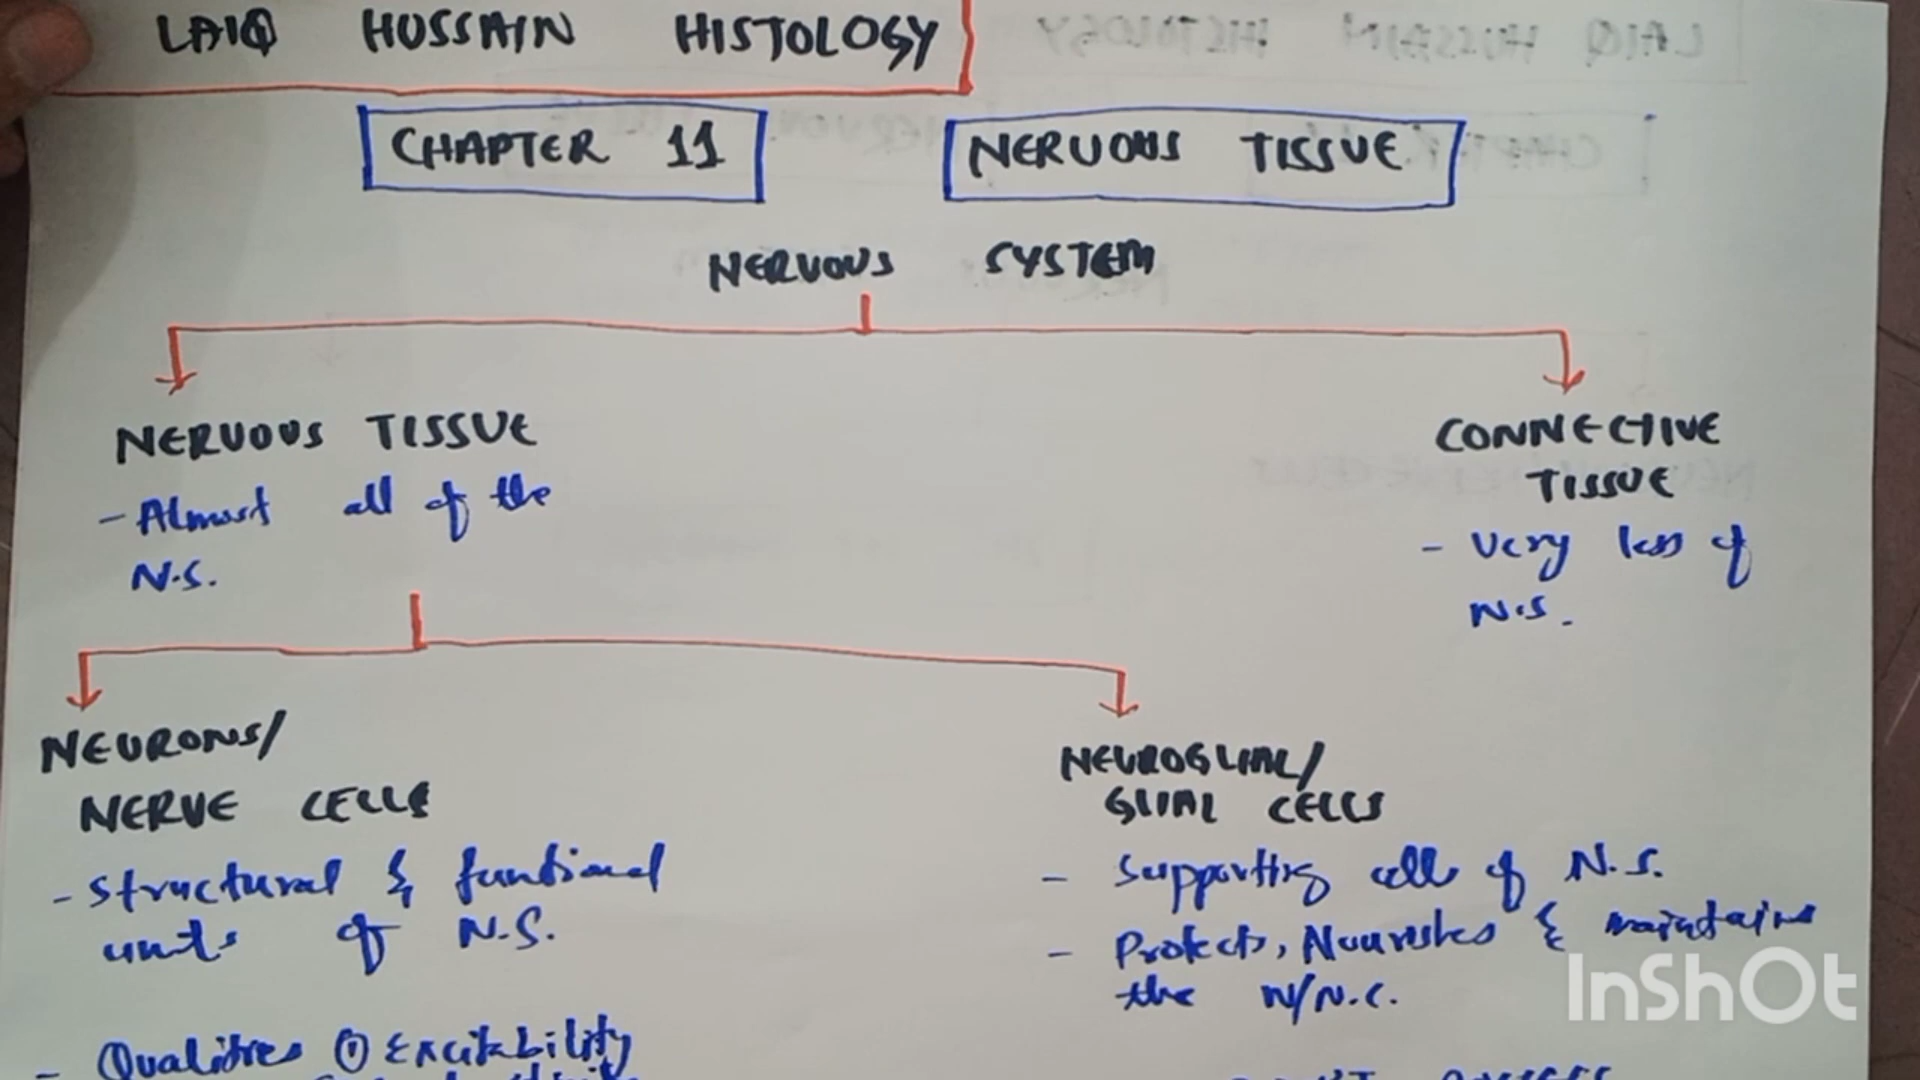 LAIQ HUSSAIN HISTOLOGY
CHAPTER 11
NERVOUS TISSUE
NERVOUS SYSTEM
NERVOUS TISSUE
- Almost all of the
N.S.
CONNECTIVE
TISSUE
- Very less of
N.S.
NEURONS/
NERVE CELLS
- Structural & functional
units of N.S.
- Qualities ① Excitability
NEUROGLIAL/
GLIAL CELLS
- Supporting cells of N.S.
- Protects, Nourishes & maintains
the N/N.C.
InShOt